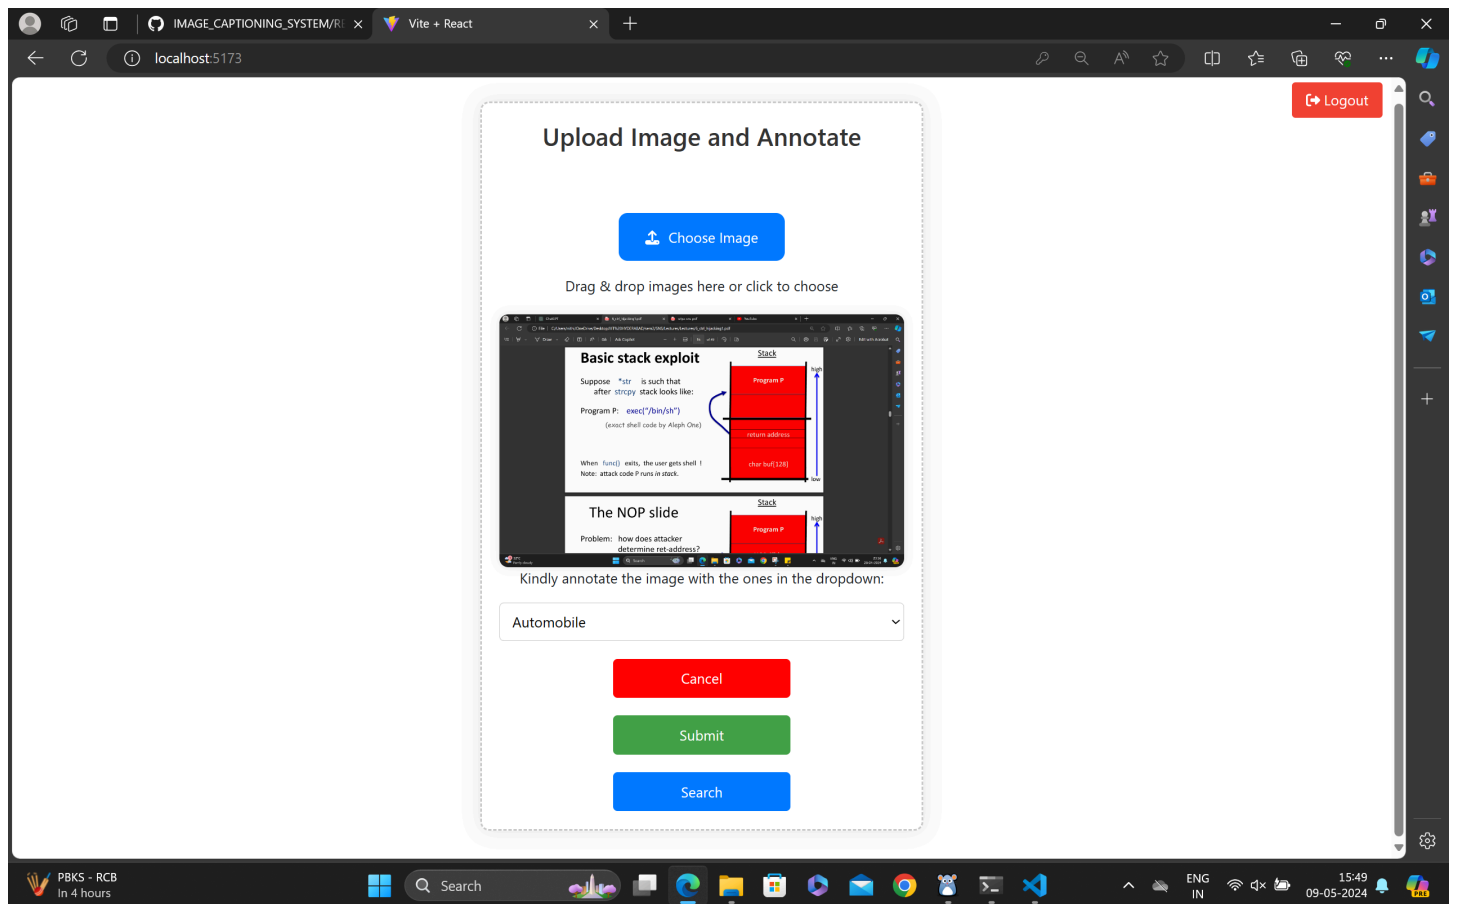 IMAGE_CAPTIONING_SYSTEM/RE
Vite + React
localhost:5173
Logout
Upload Image and Annotate
Choose Image
Drag & drop images here or click to choose
Basic stack exploit
Stack
high
Suppose *str is such that
after strcpy stack looks like:
Program P
Program P: exec("/bin/sh")
(exact shell code by Aleph One)
return address
When func() exits, the user gets shell !
char buf[128]
Note: attack code P runs in stack.
low
The NOP slide
Stack
high
Problem: how does attacker
determine ret-address?
Program P
Kindly annotate the image with the ones in the dropdown:
Automobile
Cancel
Submit
Search
PBKS - RCB
In 4 hours
Search
ENG
IN
15:49
09-05-2024
PRE